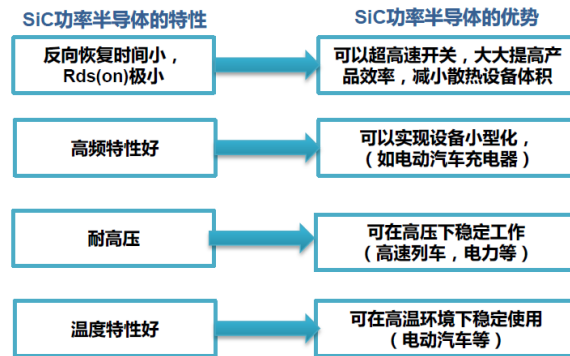 SiC功率半导体的特性
SiC功率半导体的优势
反向恢复时间小，
Rds(on)极小
可以超高速开关，大大提高产
品效率，减小散热设备体积
高频特性好
可以实现设备小型化，
（如电动汽车充电器）
耐高压
可在高压下稳定工作
（高速列车，电力等）
温度特性好
可在高温环境下稳定使用
（电动汽车等）